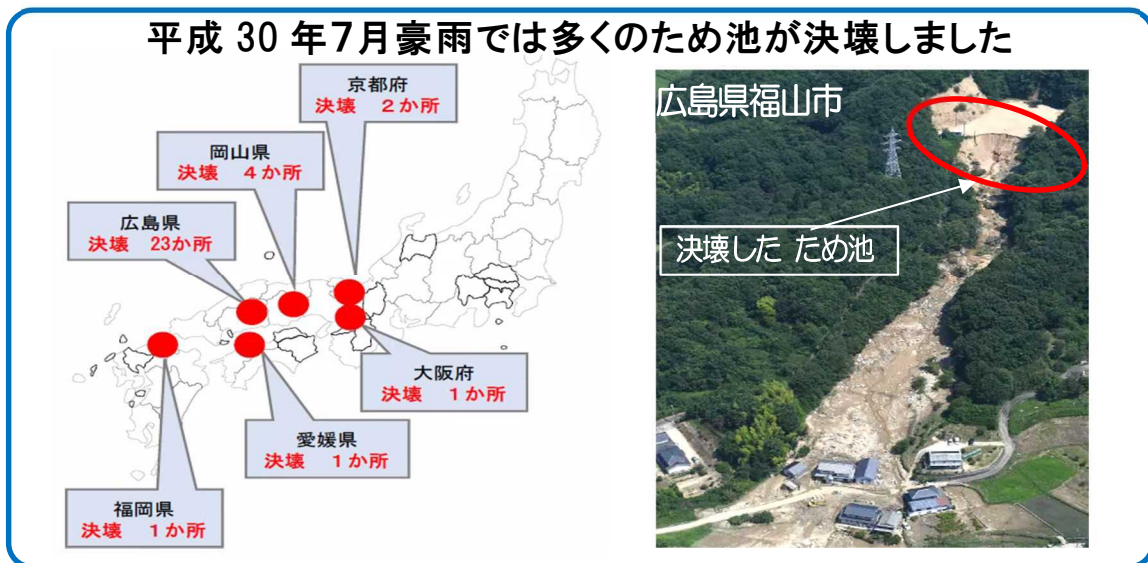 平成 30 年7月豪雨では多くのため池が決壊しました
京都府
決壊 2か所
岡山県
決壊 4か所
広島県
決壊 23か所
大阪府
決壊 1か所
愛媛県
決壊 1か所
福岡県
決壊 1か所
広島県福山市
決壊した ため池